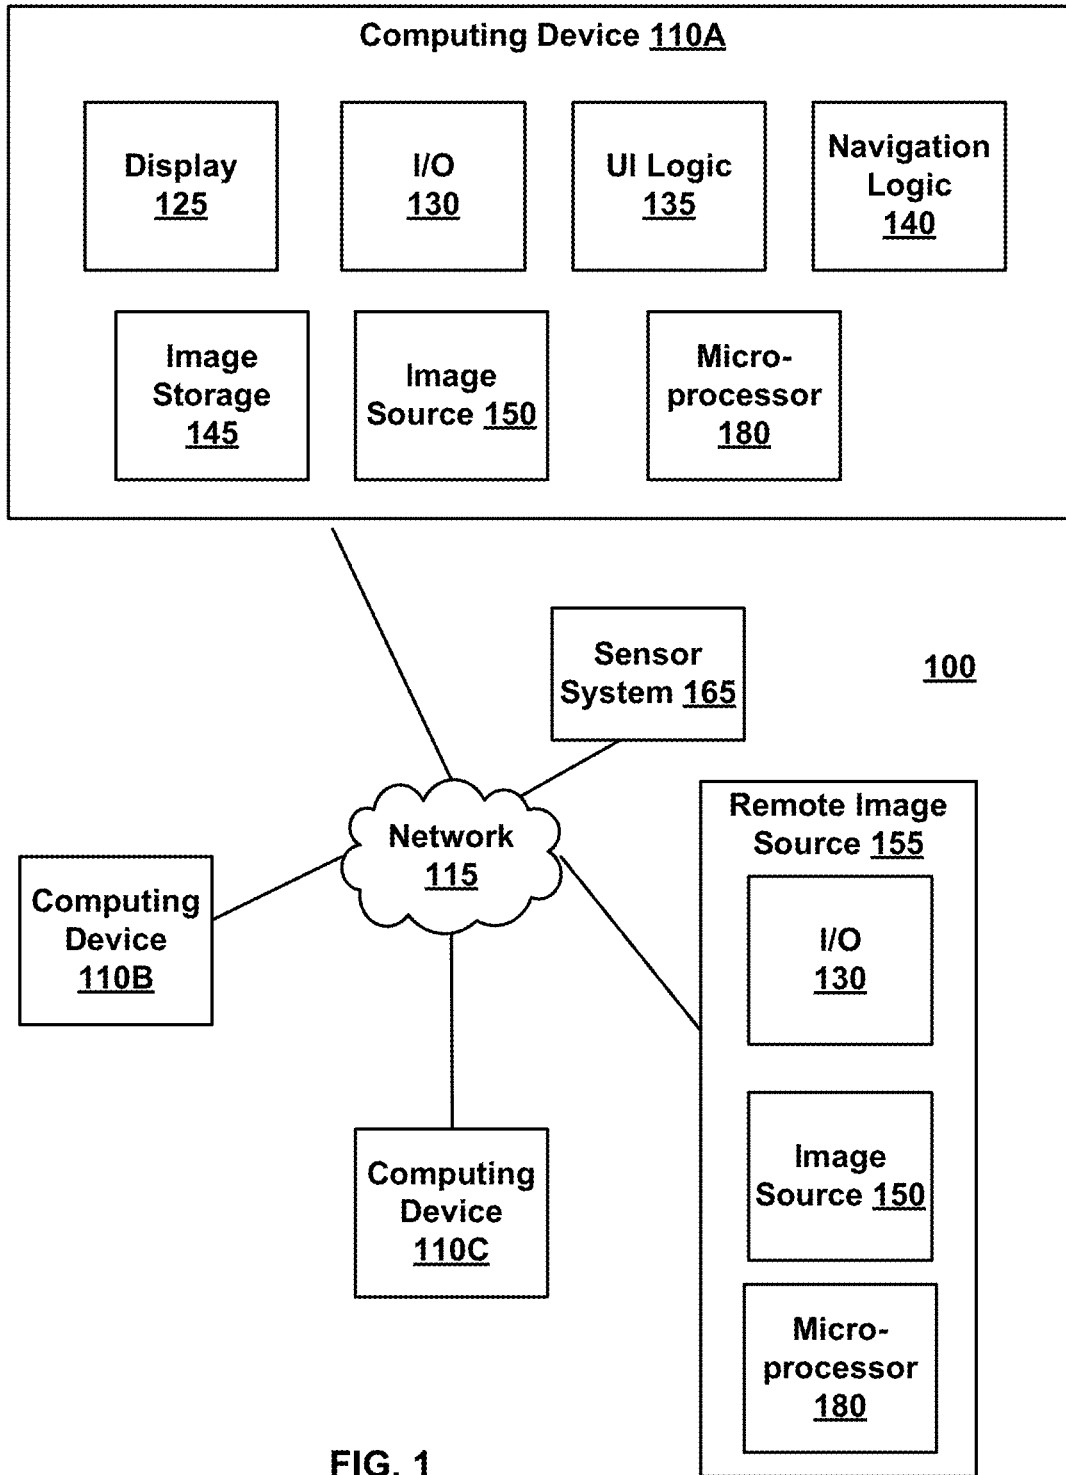 Computing Device 110A
Display
125
I/O
130
UI Logic
135
Navigation
Logic
140
Image
Storage
145
Image
Source 150
Micro-
processor
180
Sensor
System 165
100
Network
115
Remote Image
Source 155
I/O
130
Image
Source 150
Micro-
processor
180
Computing
Device
110B
Computing
Device
110C
FIG. 1